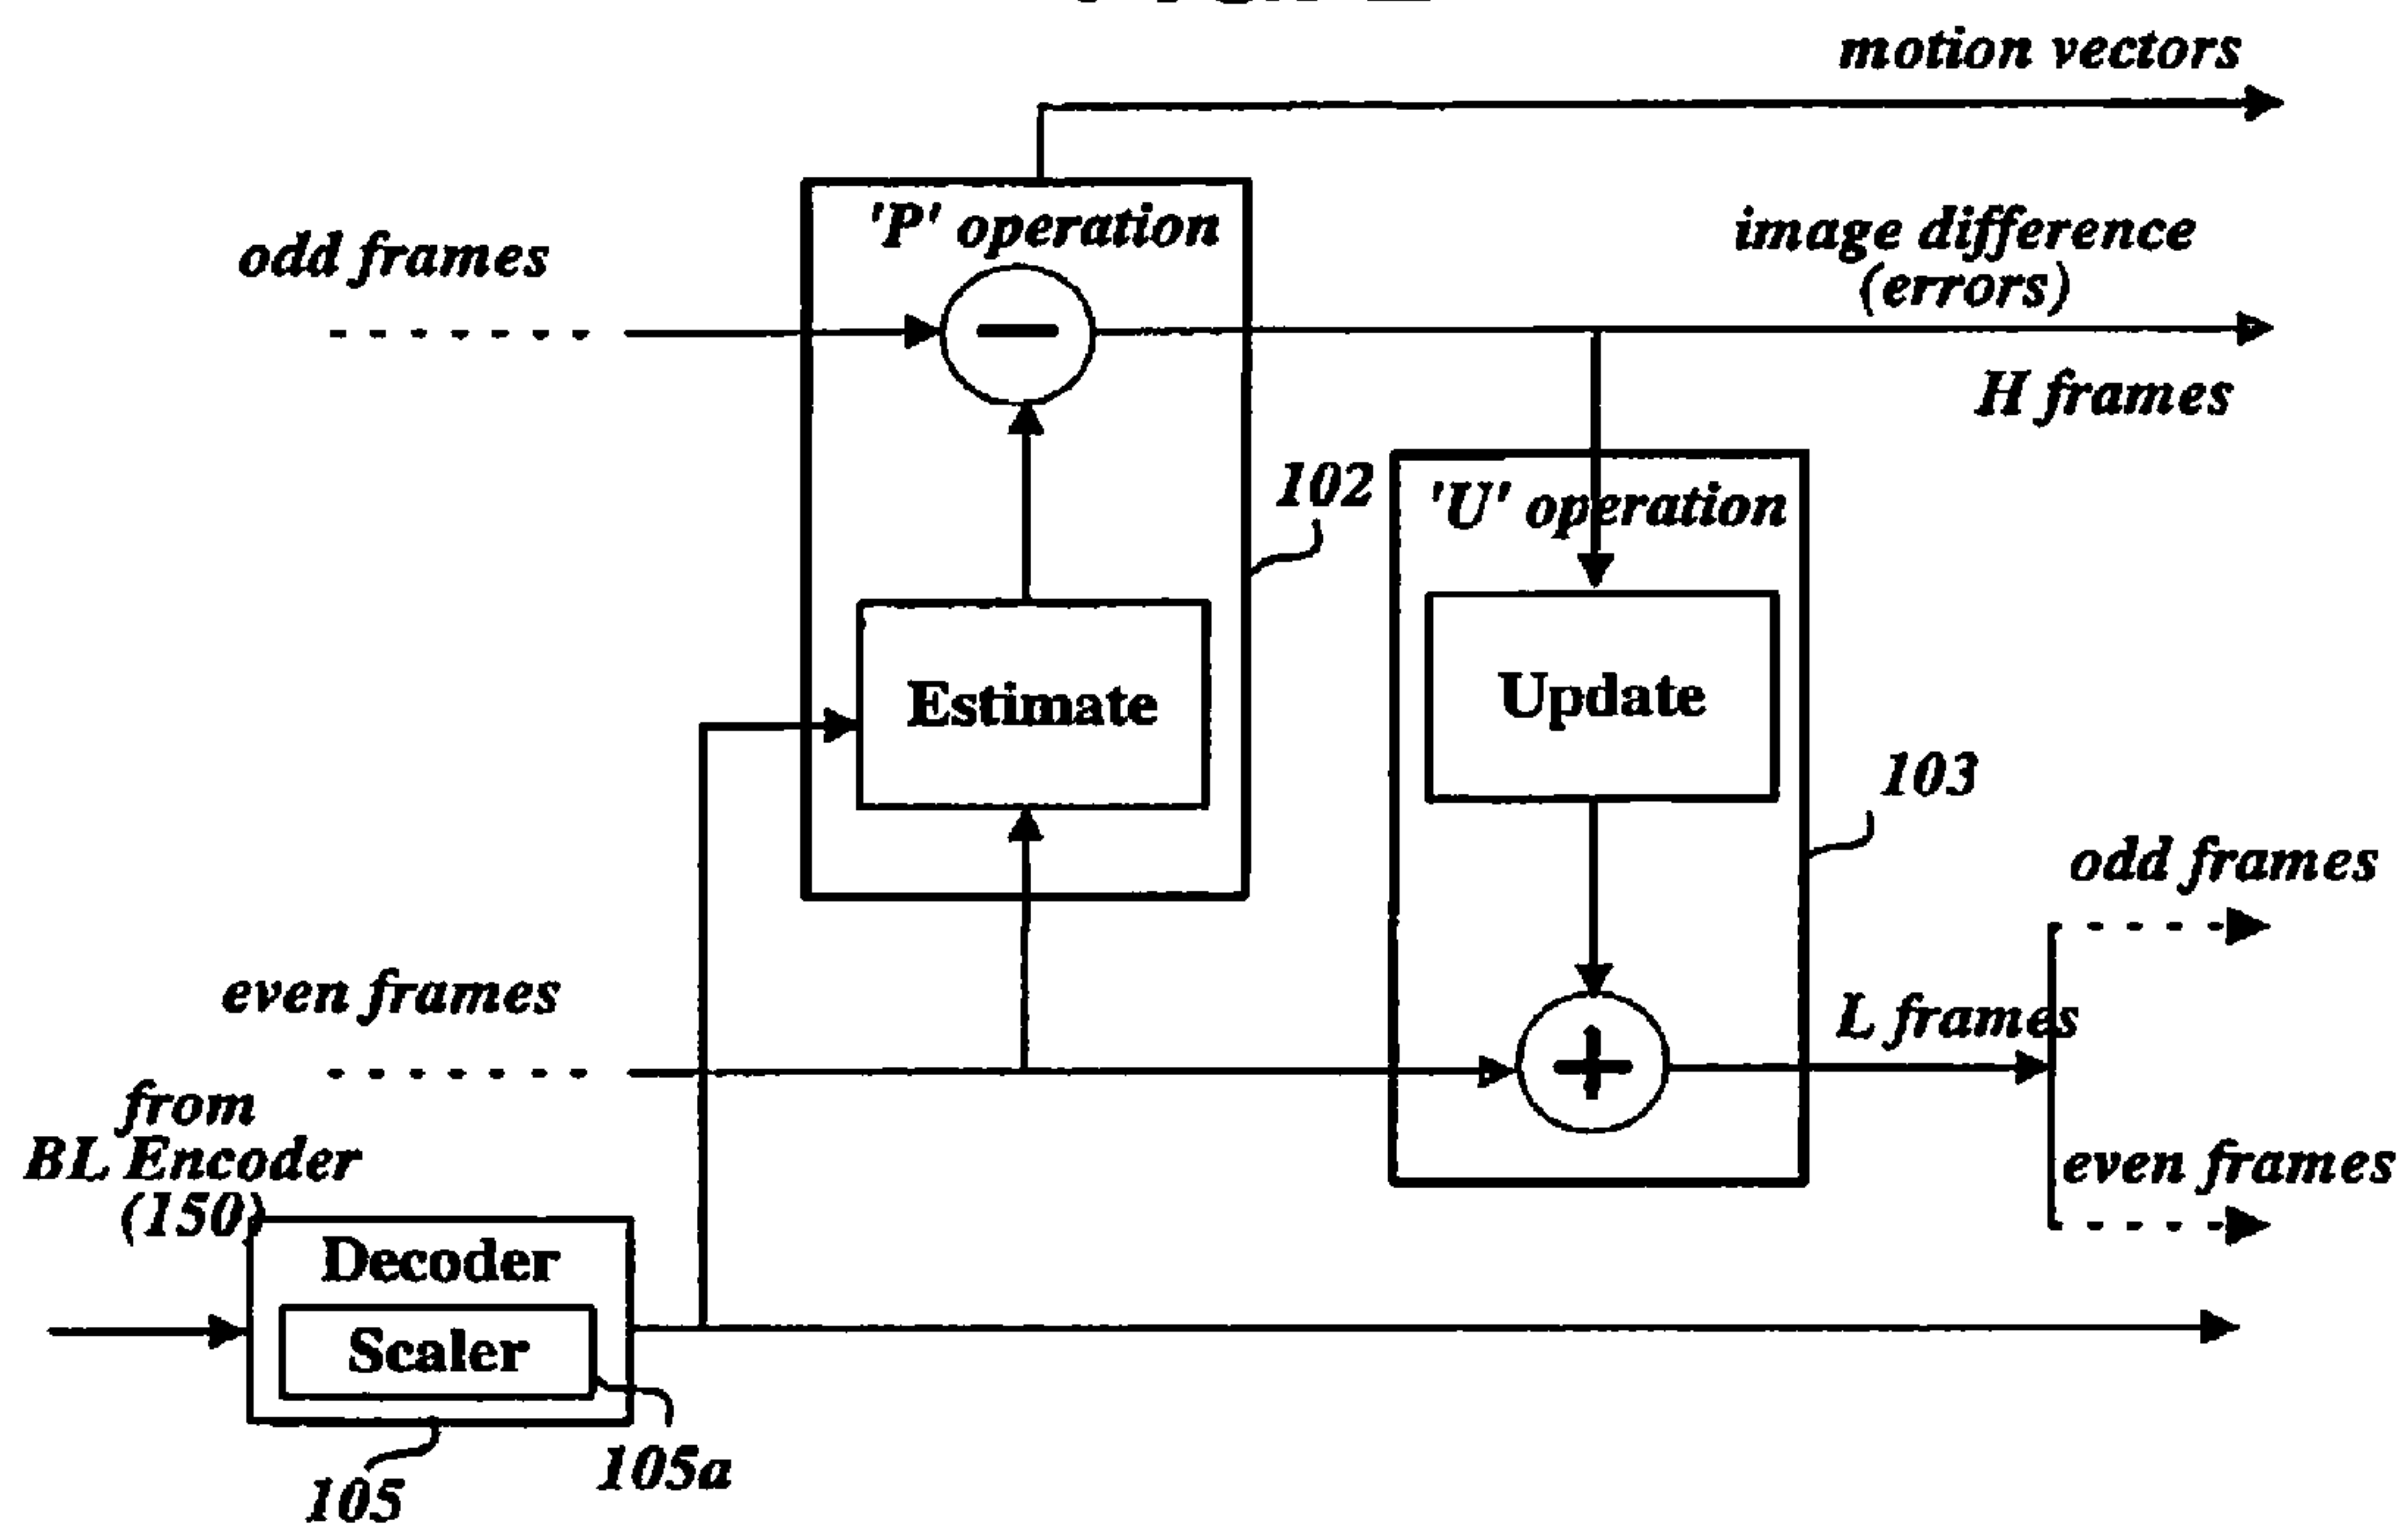 motion vectors
'P' operation
odd frames
image difference
(errors)
H frames
102
'U' operation
Estimate
Update
103
odd frames
even frames
L frames
from
BL Encoder
(150)
even frames
Decoder
Scaler
105a
105